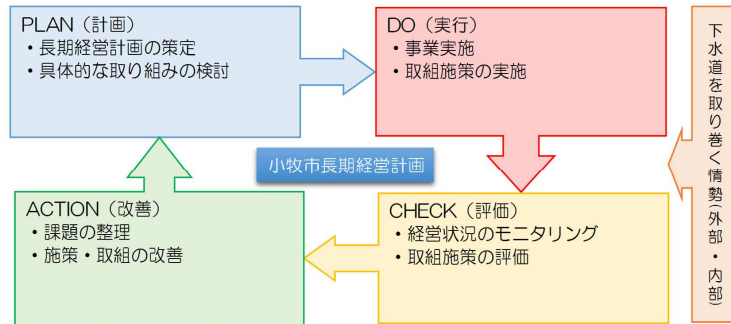 PLAN（計画）
・長期経営計画の策定
・具体的な取り組みの検討
DO（実行）
・事業実施
・取組施策の実施
小牧市長期経営計画
ACTION（改善）
・課題の整理
・施策・取組の改善
CHECK（評価）
・経営状況のモニタリング
・取組施策の評価
下水道を取り巻く情勢(外部・内部)